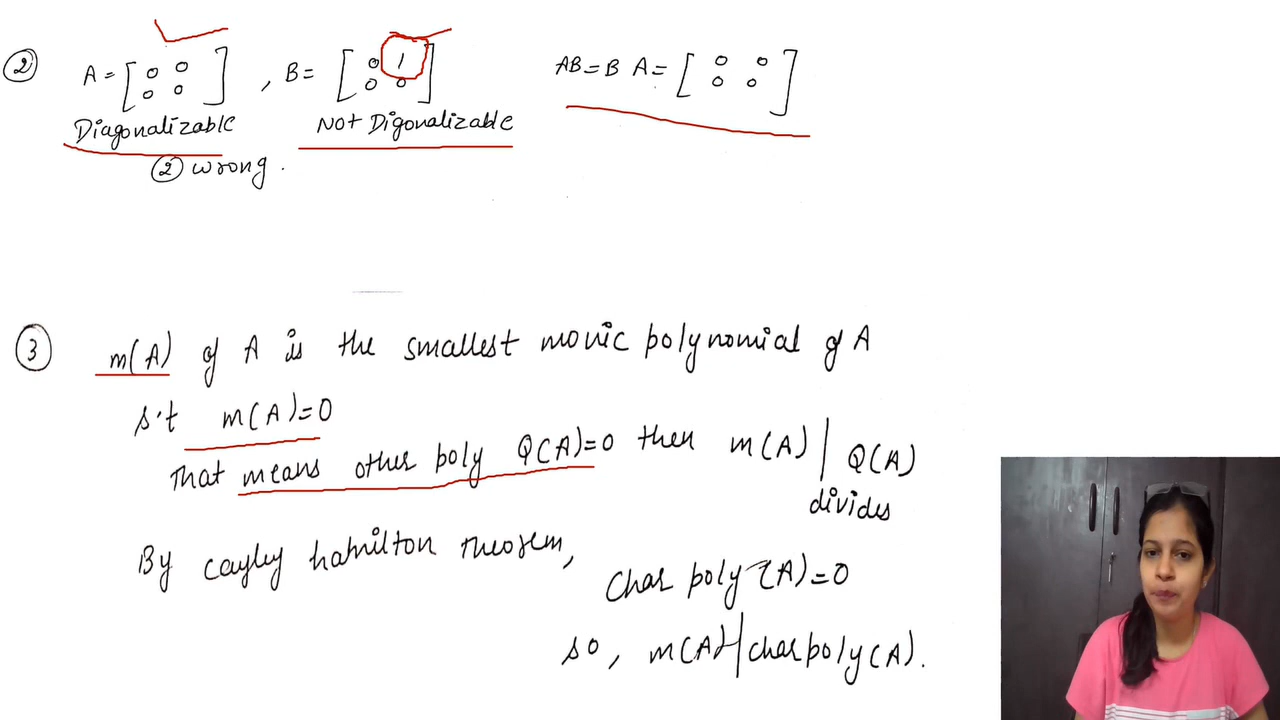 ② A = [ 0 0 0 0 ] , B = [ 0 1 0 0 ] AB = B A = [ 0 0 0 0 ]
Diagonalizable Not Digonalizable
② wrong .
③ m(A) of A is the smallest monic polynomial of A
s.t m(A)=0
That means other poly Q(A)=0 then m(A) | Q(A)
divides
By cayley hamilton theorem,
Char poly (A)=0
so, m(A) | char poly (A).